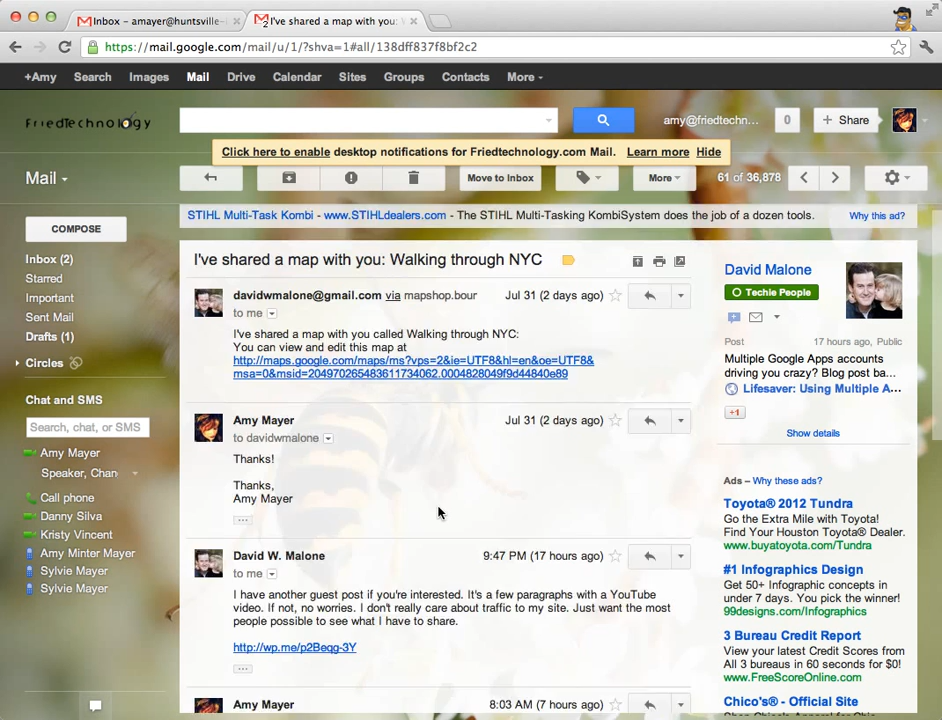 Inbox – amayer@huntsville-
I've shared a map with you:
https://mail.google.com/mail/u/1/?shva=1#all/138dff837f8bf2c2
+Amy Search Images Mail Drive Calendar Sites Groups Contacts More
FriedTechnology
amy@friedtechn... 0 + Share
Click here to enable desktop notifications for Friedtechnology.com Mail. Learn more Hide
Mail
Move to Inbox More 61 of 36,878
STIHL Multi-Task Kombi - www.STIHLdealers.com - The STIHL Multi-Tasking KombiSystem does the job of a dozen tools. Why this ad?
COMPOSE
Inbox (2)
Starred
Important
Sent Mail
Drafts (1)
Circles
Chat and SMS
Search, chat, or SMS
Amy Mayer
Speaker, Chan
Call phone
Danny Silva
Kristy Vincent
Amy Minter Mayer
Sylvie Mayer
Sylvie Mayer
I've shared a map with you: Walking through NYC
davidwmalone@gmail.com via mapshop.bour Jul 31 (2 days ago)
to me
I've shared a map with you called Walking through NYC:
You can view and edit this map at
http://maps.google.com/maps/ms?vps=2&ie=UTF8&hl=en&oe=UTF8&
msa=0&msid=204970265483611734062.0004828049f9d44840e89
Amy Mayer Jul 31 (2 days ago)
to davidwmalone
Thanks!
Thanks,
Amy Mayer
David W. Malone 9:47 PM (17 hours ago)
to me
I have another guest post if you're interested. It's a few paragraphs with a YouTube
video. If not, no worries. I don't really care about traffic to my site. Just want the most
people possible to see what I have to share.
http://wp.me/p2Beqg-3Y
Amy Mayer 8:03 AM (7 hours ago)
David Malone
Techie People
Post 17 hours ago, Public
Multiple Google Apps accounts
driving you crazy? Blog post ba...
Lifesaver: Using Multiple A...
+1
Show details
Ads – Why these ads?
Toyota® 2012 Tundra
Go the Extra Mile with Toyota!
Find Your Houston Toyota® Dealer.
www.buyatoyota.com/Tundra
#1 Infographics Design
Get 50+ Infographic concepts in
under 7 days. You pick the winner!
99designs.com/Infographics
3 Bureau Credit Report
View your latest Credit Scores from
All 3 bureaus in 60 seconds for $0!
www.FreeScoreOnline.com
Chico's® - Official Site